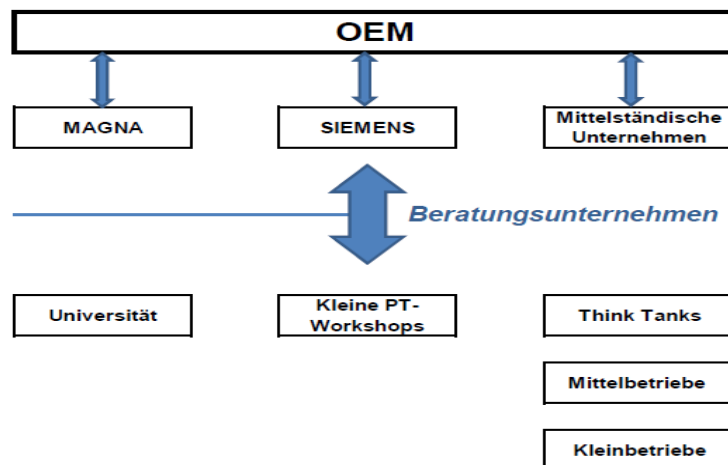 OEM
MAGNA
SIEMENS
Mittelständische
Unternehmen
Beratungsunternehmen
Universität
Kleine PT-
Workshops
Think Tanks
Mittelbetriebe
Kleinbetriebe